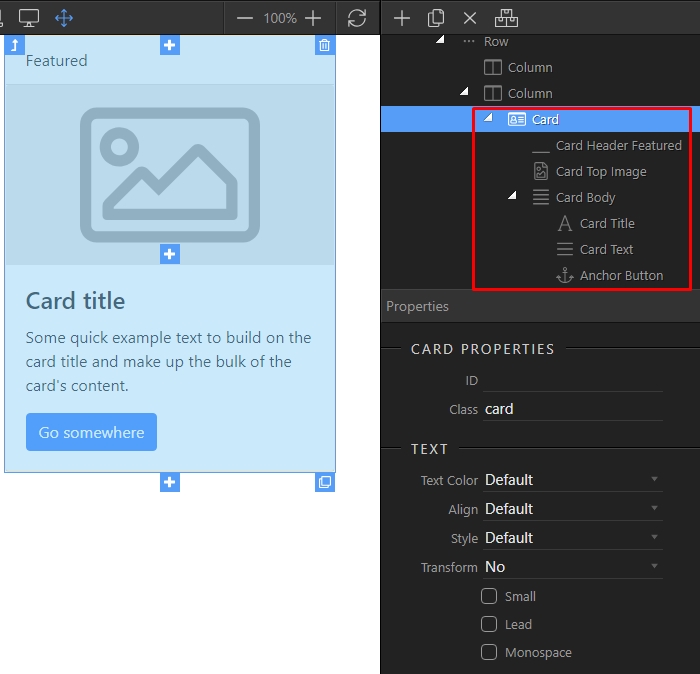 100%
Featured
Card title
Some quick example text to build on the
card title and make up the bulk of the
card's content.
Go somewhere
Row
Column
Column
Card
Card Header Featured
Card Top Image
Card Body
Card Title
Card Text
Anchor Button
Properties
CARD PROPERTIES
ID
Class card
TEXT
Text Color Default
Align Default
Style Default
Transform No
Small
Lead
Monospace